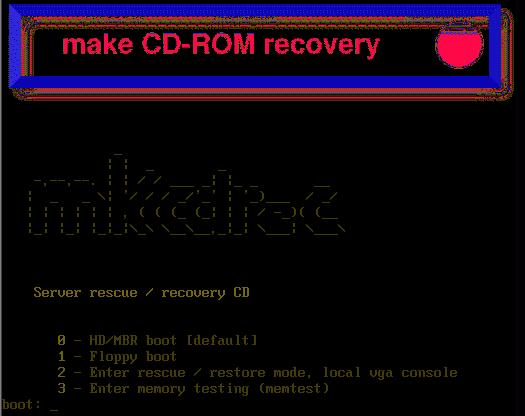 make CD-ROM recovery
mkcdrec
Server rescue / recovery CD
0 - HD/MBR boot [default]
1 - Floppy boot
2 - Enter rescue / restore mode, local vga console
3 - Enter memory testing (memtest)
boot: _